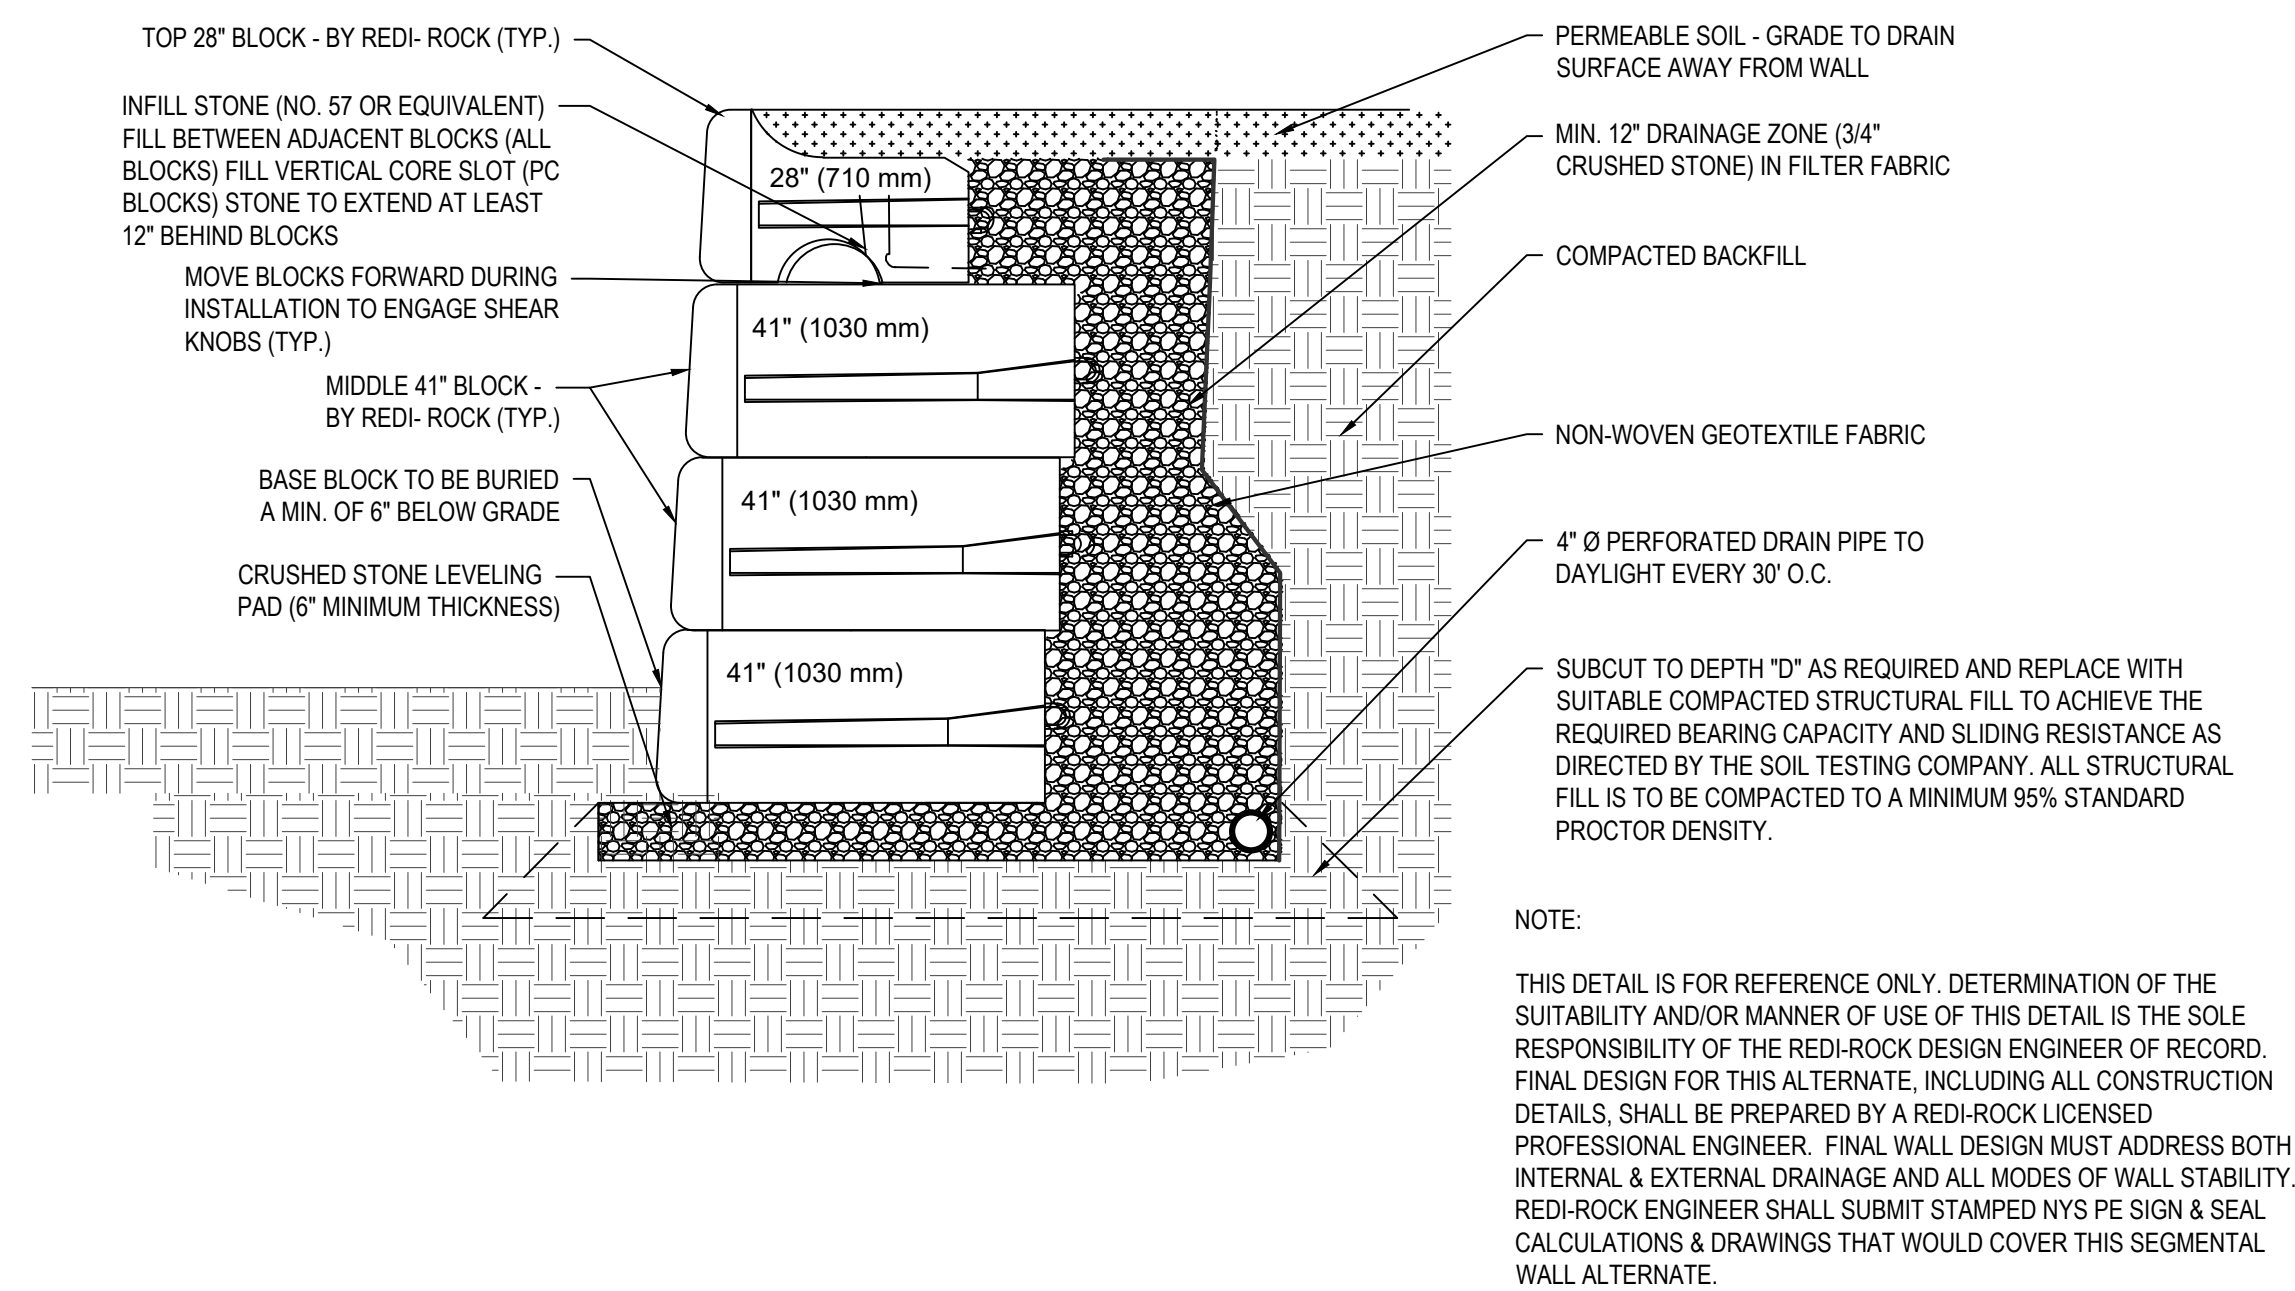 TOP 28" BLOCK - BY REDI- ROCK (TYP.)
INFILL STONE (NO. 57 OR EQUIVALENT)
FILL BETWEEN ADJACENT BLOCKS (ALL
BLOCKS) FILL VERTICAL CORE SLOT (PC
BLOCKS) STONE TO EXTEND AT LEAST
12" BEHIND BLOCKS
MOVE BLOCKS FORWARD DURING
INSTALLATION TO ENGAGE SHEAR
KNOBS (TYP.)
MIDDLE 41" BLOCK -
BY REDI- ROCK (TYP.)
BASE BLOCK TO BE BURIED
A MIN. OF 6" BELOW GRADE
CRUSHED STONE LEVELING
PAD (6" MINIMUM THICKNESS)
28" (710 mm)
41" (1030 mm)
41" (1030 mm)
41" (1030 mm)
PERMEABLE SOIL - GRADE TO DRAIN
SURFACE AWAY FROM WALL
MIN. 12" DRAINAGE ZONE (3/4"
CRUSHED STONE) IN FILTER FABRIC
COMPACTED BACKFILL
NON-WOVEN GEOTEXTILE FABRIC
4" Ø PERFORATED DRAIN PIPE TO
DAYLIGHT EVERY 30' O.C.
SUBCUT TO DEPTH "D" AS REQUIRED AND REPLACE WITH
SUITABLE COMPACTED STRUCTURAL FILL TO ACHIEVE THE
REQUIRED BEARING CAPACITY AND SLIDING RESISTANCE AS
DIRECTED BY THE SOIL TESTING COMPANY. ALL STRUCTURAL
FILL IS TO BE COMPACTED TO A MINIMUM 95% STANDARD
PROCTOR DENSITY.
NOTE:
THIS DETAIL IS FOR REFERENCE ONLY. DETERMINATION OF THE
SUITABILITY AND/OR MANNER OF USE OF THIS DETAIL IS THE SOLE
RESPONSIBILITY OF THE REDI-ROCK DESIGN ENGINEER OF RECORD.
FINAL DESIGN FOR THIS ALTERNATE, INCLUDING ALL CONSTRUCTION
DETAILS, SHALL BE PREPARED BY A REDI-ROCK LICENSED
PROFESSIONAL ENGINEER. FINAL WALL DESIGN MUST ADDRESS BOTH
INTERNAL & EXTERNAL DRAINAGE AND ALL MODES OF WALL STABILITY.
REDI-ROCK ENGINEER SHALL SUBMIT STAMPED NYS PE SIGN & SEAL
CALCULATIONS & DRAWINGS THAT WOULD COVER THIS SEGMENTAL
WALL ALTERNATE.